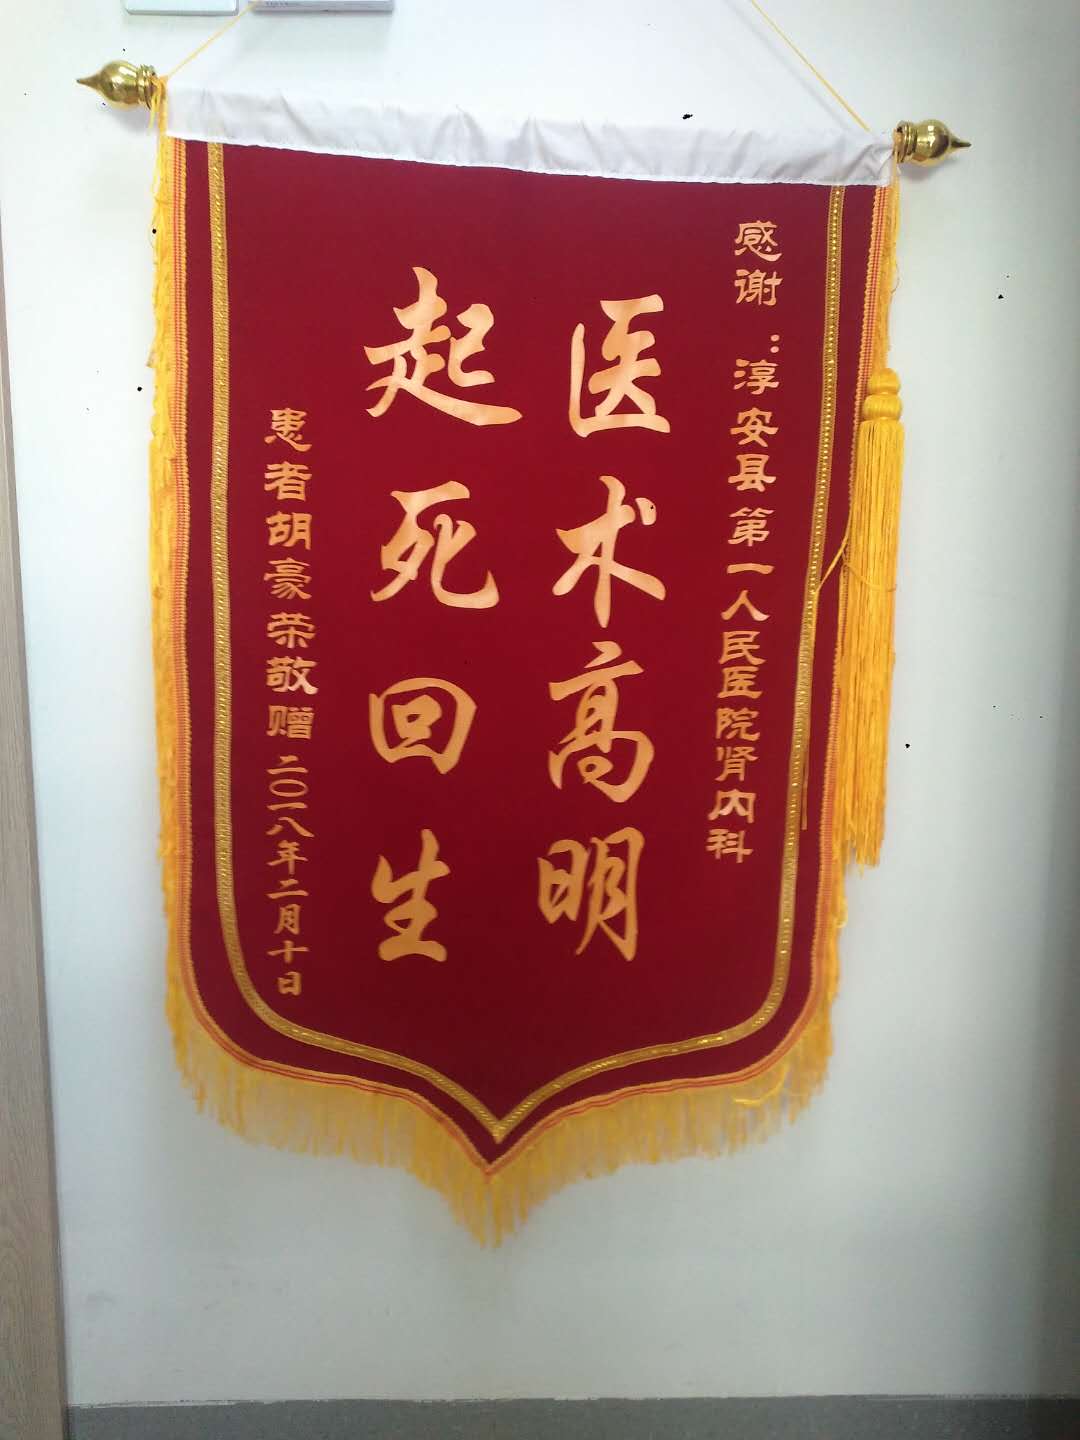 感谢：淳安县第一人民医院肾内科
医术高明
起死回生
患者胡豪荣敬赠 二〇一八年二月十日